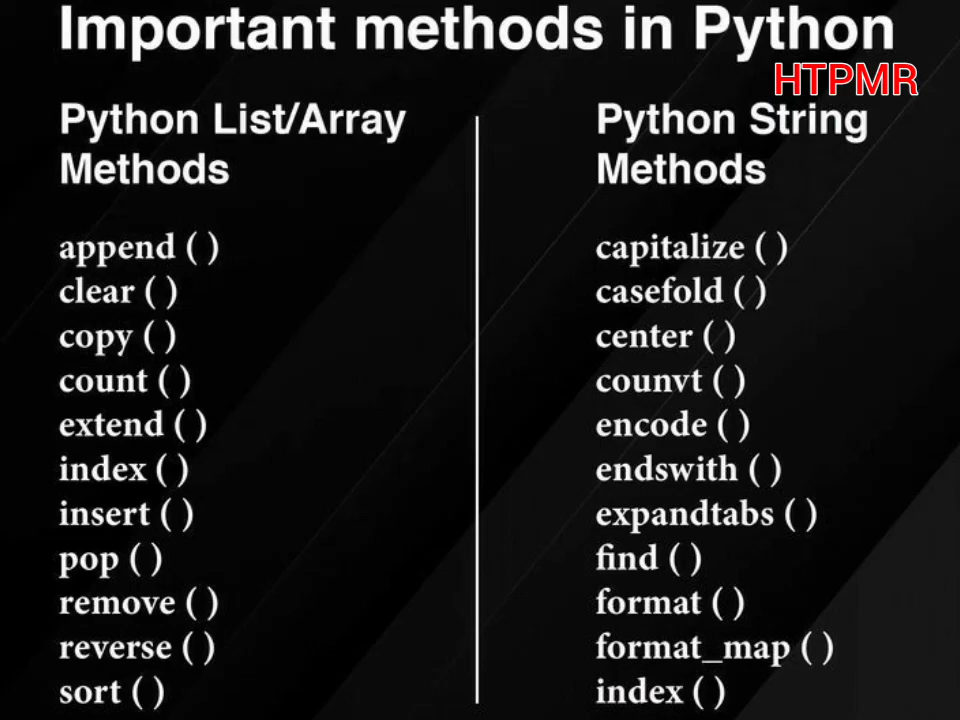 Important methods in Python
HTPMR
Python List/Array
Methods
append ( )
clear ( )
copy ( )
count ( )
extend ( )
index ( )
insert ( )
pop ( )
remove ( )
reverse ( )
sort ( )
Python String
Methods
capitalize ( )
casefold ( )
center ( )
counvt ( )
encode ( )
endswith ( )
expandtabs ( )
find ( )
format ( )
format_map ( )
index ( )